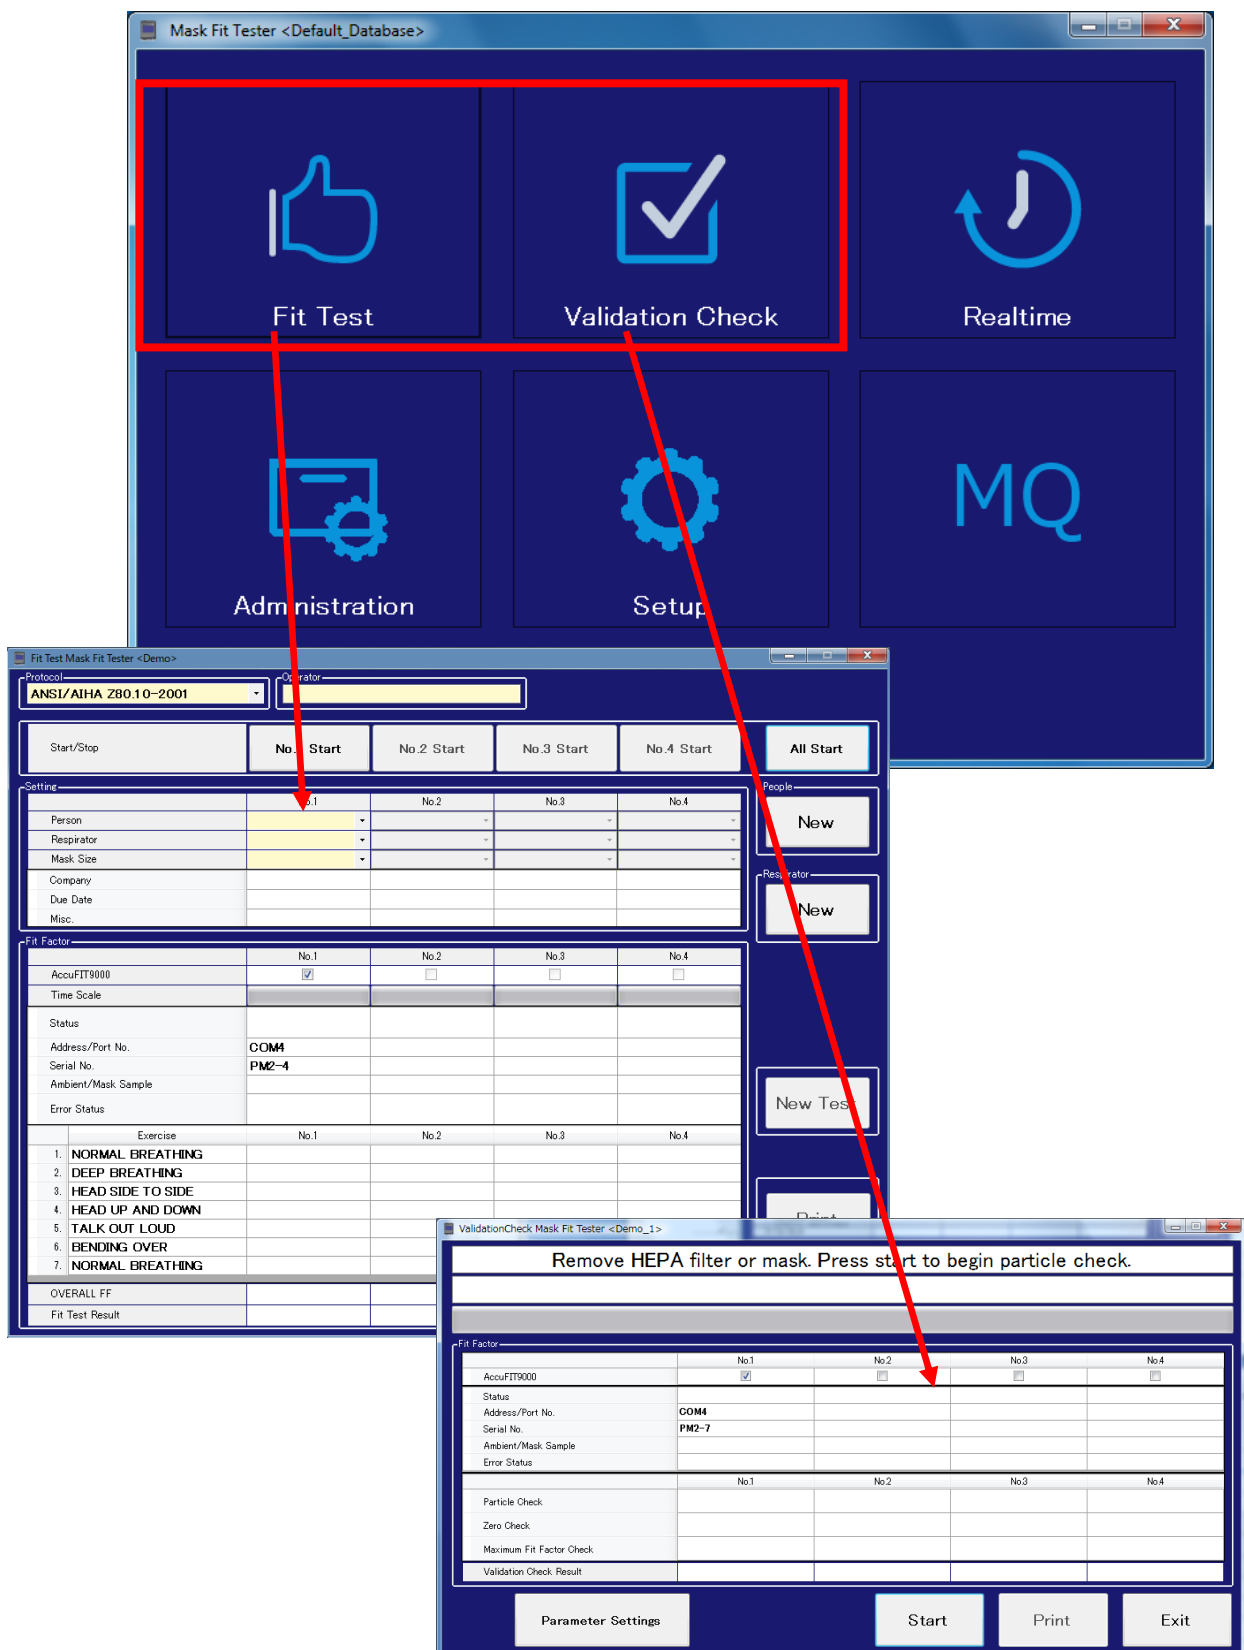 Mask Fit Tester <Default_Database>
Fit Test
Validation Check
Realtime
Administration
Setup
MQ
Fit Test Mask Fit Tester <Demo>
Protocol
Operator
ANSI/AIHA Z80.10-2001
Start/Stop
No.1 Start
No.2 Start
No.3 Start
No.4 Start
All Start
Setting
People
No.1 No.2 No.3 No.4
Person
New
Respirator
Mask Size
Company
Respirator
Due Date
New
Misc.
Fit Factor
No.1 No.2 No.3 No.4
AccuFIT9000
Time Scale
Status
Address/Port No. COM4
Serial No. PM2-4
Ambient/Mask Sample
Error Status
New Test
Exercise No.1 No.2 No.3 No.4
1. NORMAL BREATHING
2. DEEP BREATHING
3. HEAD SIDE TO SIDE
4. HEAD UP AND DOWN
5. TALK OUT LOUD
6. BENDING OVER
7. NORMAL BREATHING
Print
OVERALL FF
Fit Test Result
ValidationCheck Mask Fit Tester <Demo_1>
Remove HEPA filter or mask. Press start to begin particle check.
Fit Factor
No.1 No.2 No.3 No.4
AccuFIT9000
Status
Address/Port No. COM4
Serial No. PM2-7
Ambient/Mask Sample
Error Status
No.1 No.2 No.3 No.4
Particle Check
Zero Check
Maximum Fit Factor Check
Validation Check Result
Parameter Settings
Start
Print
Exit